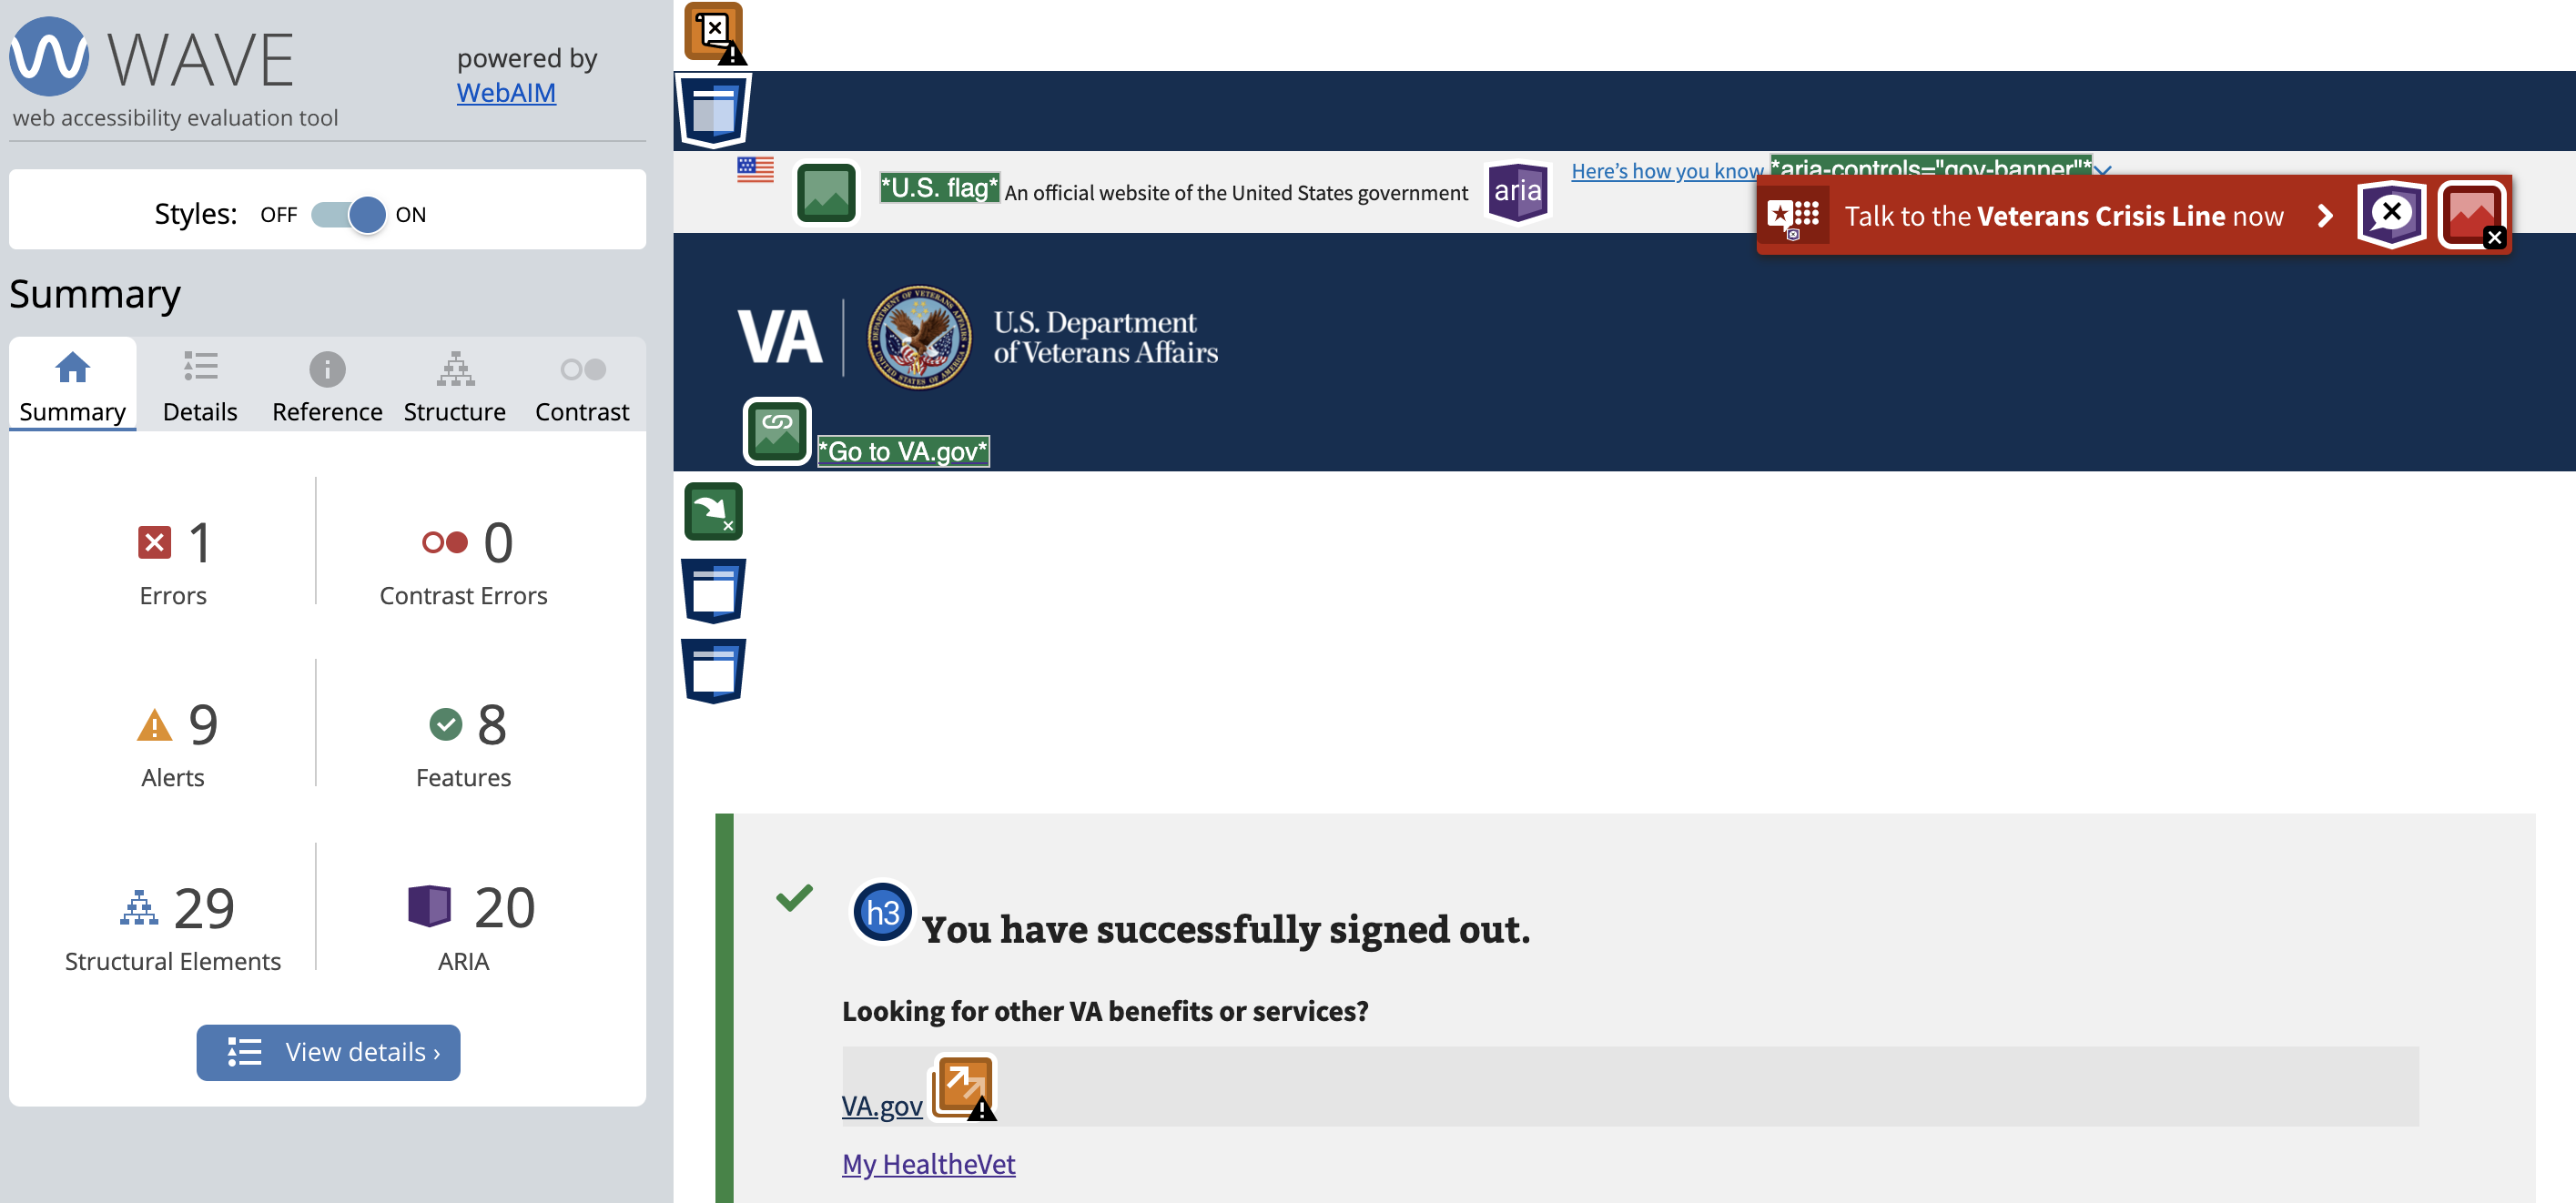 WAVE
powered by
WebAIM
web accessibility evaluation tool
Styles: OFF ON
Summary
Summary Details Reference Structure Contrast
1
Errors
0
Contrast Errors
9
Alerts
8
Features
29
Structural Elements
20
ARIA
View details ›
*U.S. flag* An official website of the United States government
aria
Here’s how you know *aria-controls="gov-banner"*
Talk to the Veterans Crisis Line now
VA
U.S. Department
of Veterans Affairs
*Go to VA.gov*
h3 You have successfully signed out.
Looking for other VA benefits or services?
VA.gov
My HealtheVet